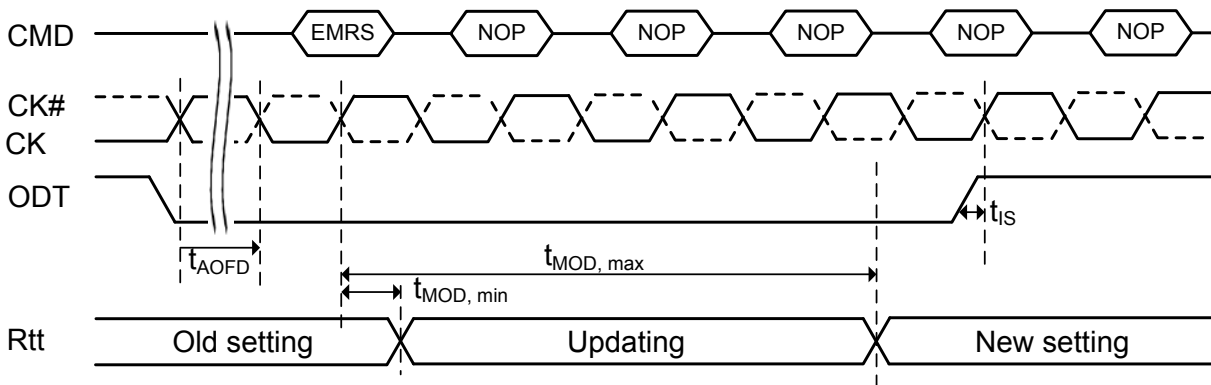 CMD EMRS NOP NOP NOP NOP NOP
CK#
CK
ODT
tIS
tAOFD
tMOD, max
tMOD, min
Rtt Old setting Updating New setting